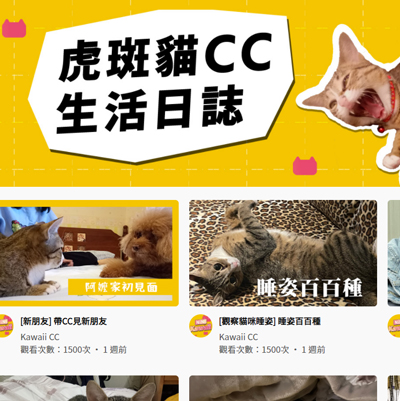 虎斑貓CC
生活日誌
阿嬤家初見面
睡姿百百種
[新朋友] 帶CC見新朋友
Kawaii CC
觀看次數：1500次 • 1 週前
[觀察貓咪睡姿] 睡姿百百種
Kawaii CC
觀看次數：1500次 • 1 週前